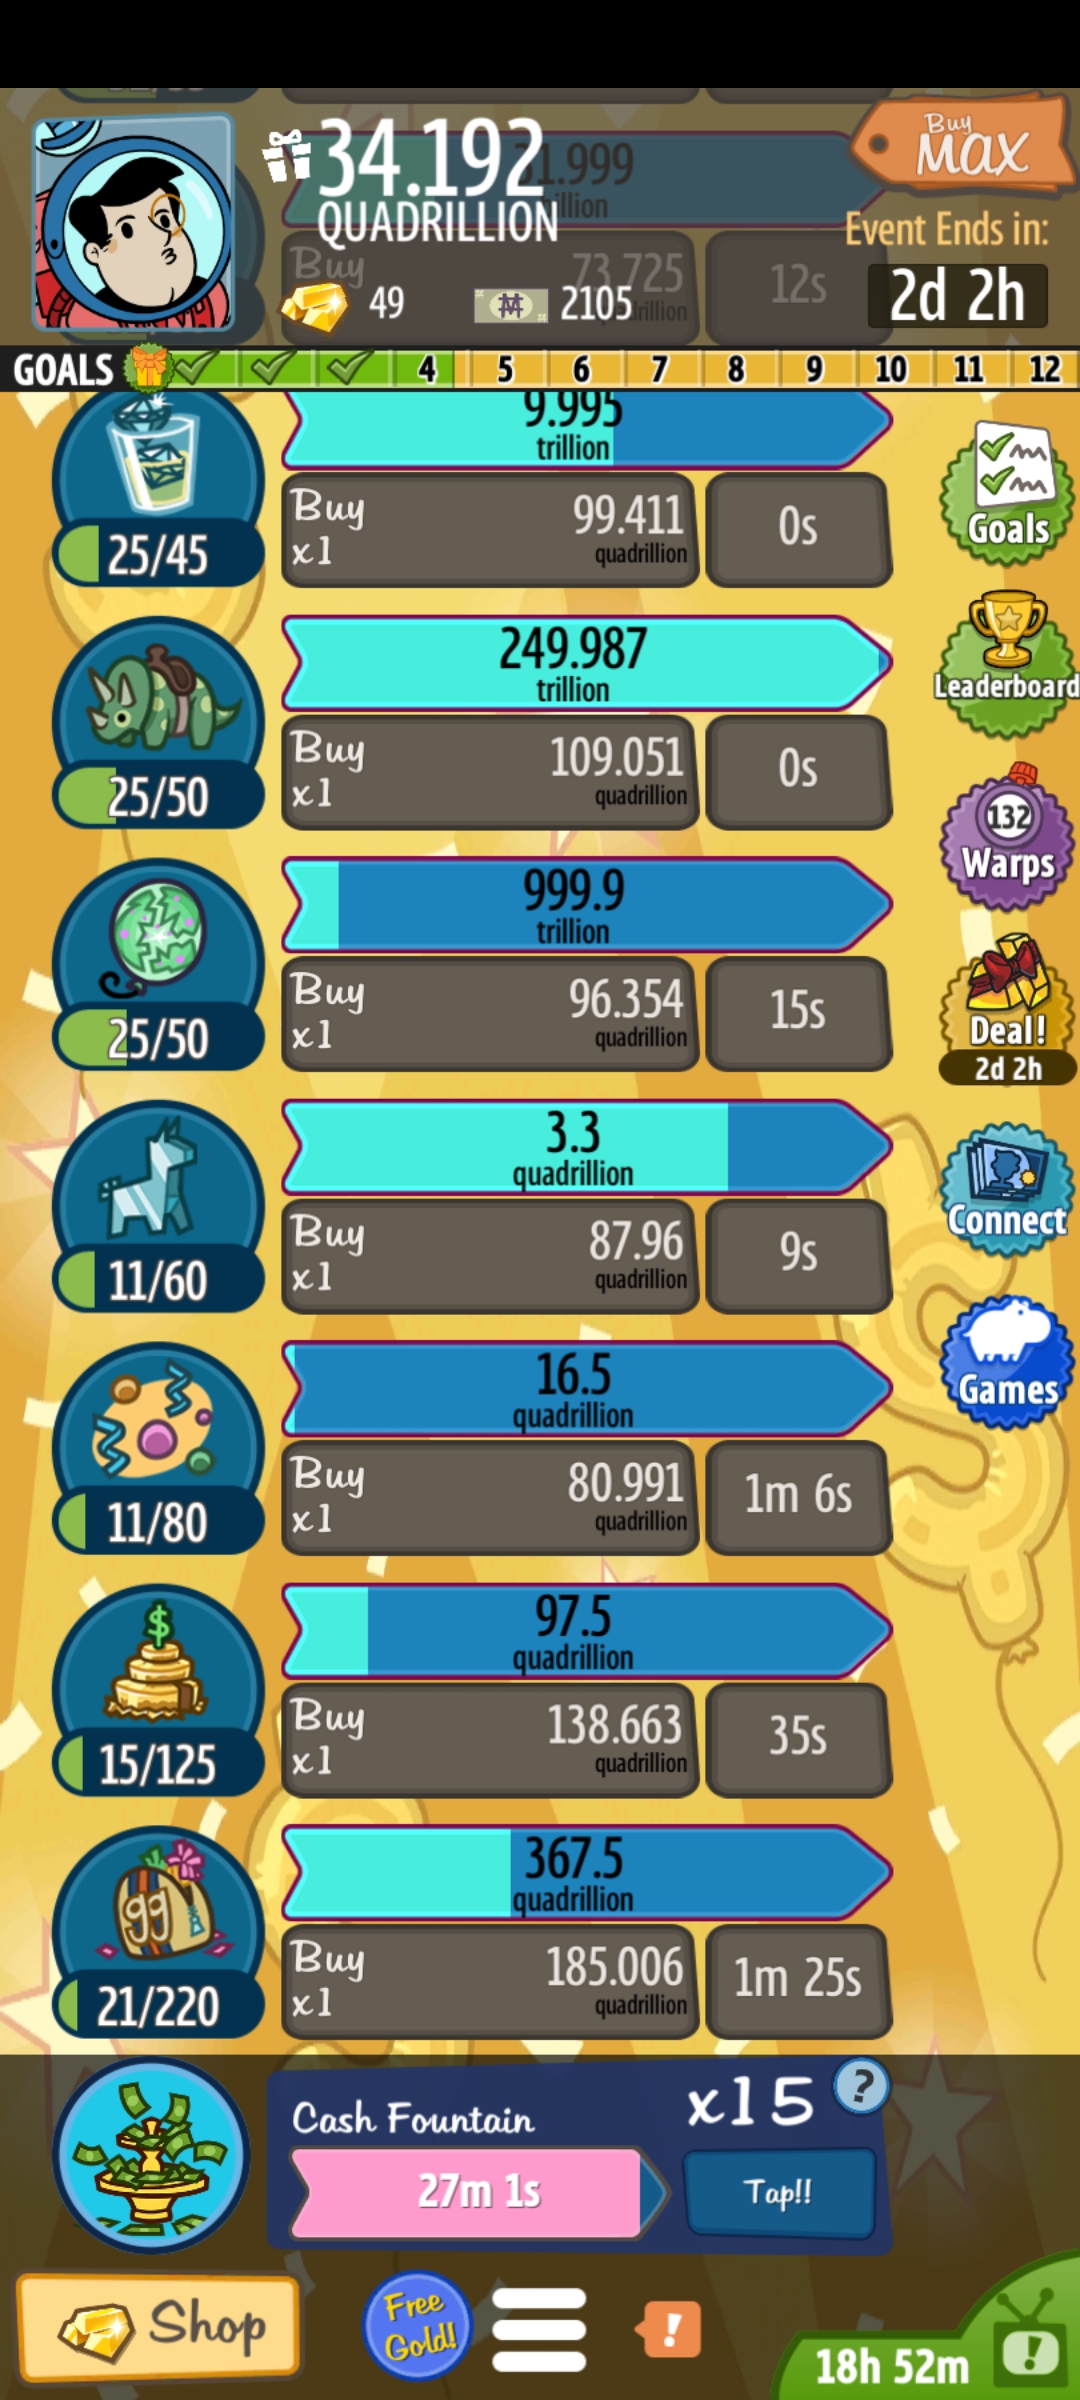 34.192
QUADRILLION
Buy
MAX
Event Ends in:
2d 2h
49
2105
31.999
Buy
73.725
12s
GOALS 4 5 6 7 8 9 10 11 12
9.995
trillion
Buy
x1
99.411
quadrillion
0s
25/45
Goals
249.987
trillion
Buy
x1
109.051
quadrillion
0s
25/50
Leaderboard
132
Warps
999.9
trillion
Buy
x1
96.354
quadrillion
15s
25/50
Deal!
2d 2h
3.3
quadrillion
Buy
x1
87.96
quadrillion
9s
11/60
Connect
16.5
quadrillion
Buy
x1
80.991
quadrillion
1m 6s
11/80
Games
97.5
quadrillion
Buy
x1
138.663
quadrillion
35s
$
15/125
367.5
quadrillion
Buy
x1
185.006
quadrillion
1m 25s
gg
21/220
Cash Fountain
x15
?
27m 1s
Tap!!
Shop
Free
Gold!
!
18h 52m
!